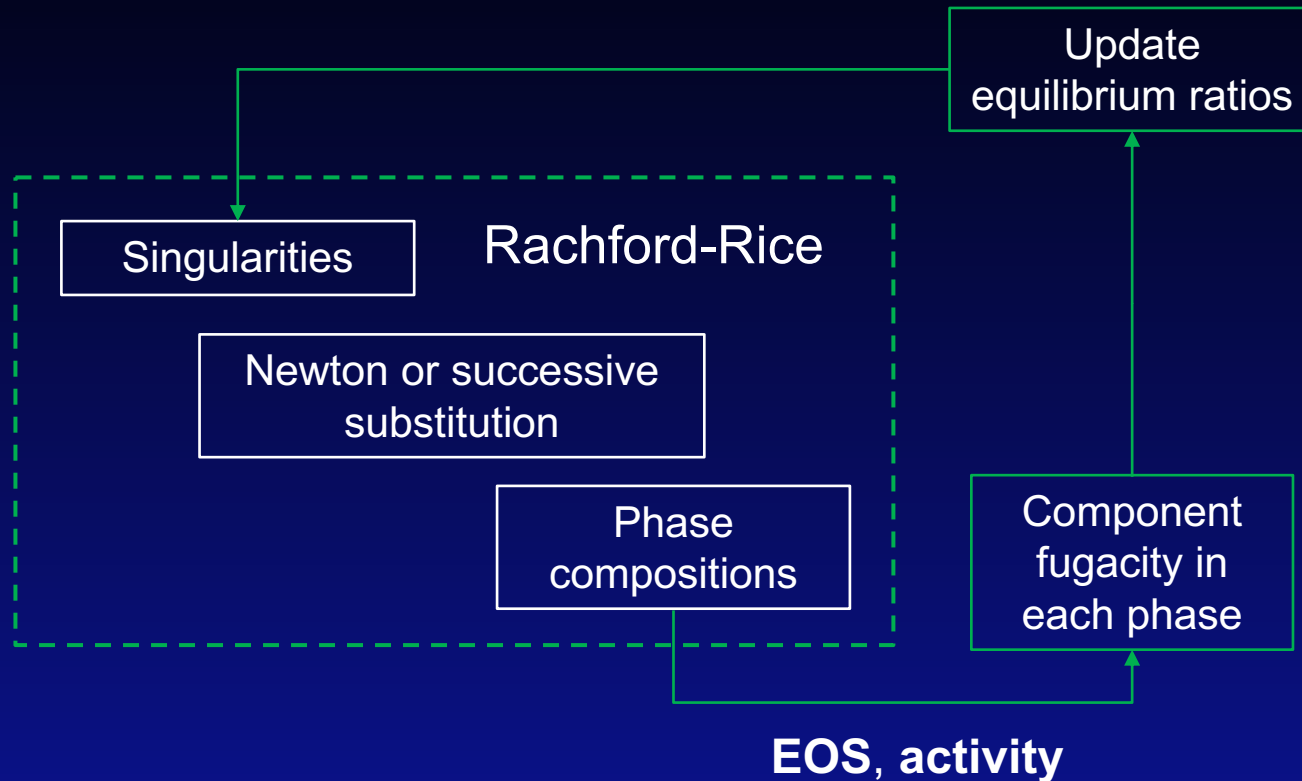 Update
equilibrium ratios
Singularities
Rachford-Rice
Newton or successive
substitution
Phase
compositions
Component
fugacity in
each phase
EOS, activity